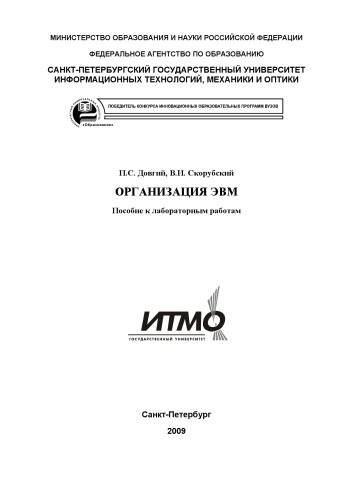 МИНИСТЕРСТВО ОБРАЗОВАНИЯ И НАУКИ РОССИЙСКОЙ ФЕДЕРАЦИИ
ФЕДЕРАЛЬНОЕ АГЕНТСТВО ПО ОБРАЗОВАНИЮ
САНКТ-ПЕТЕРБУРГСКИЙ ГОСУДАРСТВЕННЫЙ УНИВЕРСИТЕТ
ИНФОРМАЦИОННЫХ ТЕХНОЛОГИЙ, МЕХАНИКИ И ОПТИКИ
ПОБЕДИТЕЛЬ КОНКУРСА ИННОВАЦИОННЫХ ОБРАЗОВАТЕЛЬНЫХ ПРОГРАММ ВУЗОВ
«Образование»
П.С. Довгий, В.И. Скорубский
ОРГАНИЗАЦИЯ ЭВМ
Пособие к лабораторным работам
ИТМО
ГОСУДАРСТВЕННЫЙ УНИВЕРСИТЕТ
Санкт-Петербург
2009